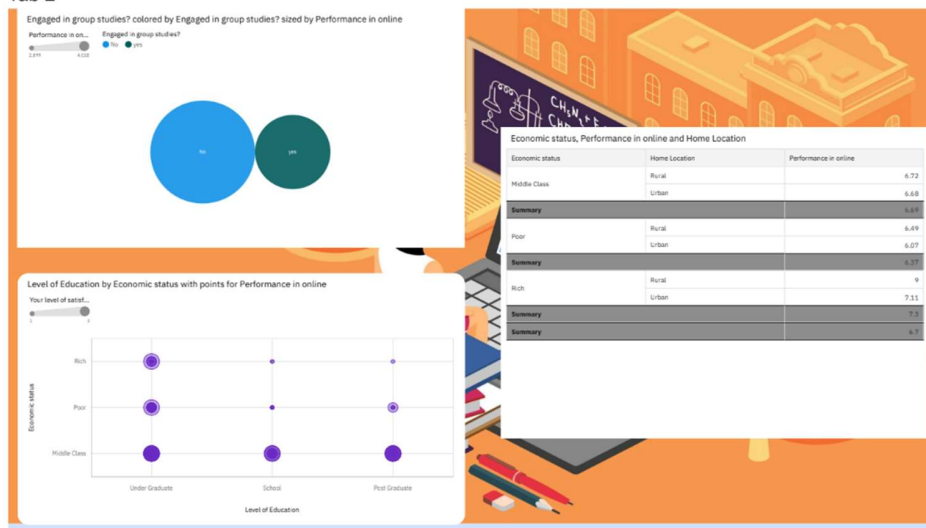 Engaged in group studies? colored by Engaged in group studies? sized by Performance in online
Performance in on... Engaged in group studies?
No yes
No yes
Level of Education by Economic status with points for Performance in online
Your level of satisf...
Rich
Poor
Middle Class
Economic status
Under Graduate School Post Graduate
Level of Education
CH₃N
Economic status, Performance in online and Home Location
Economic status Home Location Performance in online
Middle Class Rural 6.72
Urban 6.68
Summary 6.69
Poor Rural 6.49
Urban 6.07
Summary 6.37
Rich Rural 9
Urban 7.11
Summary 7.3
Summary 6.7